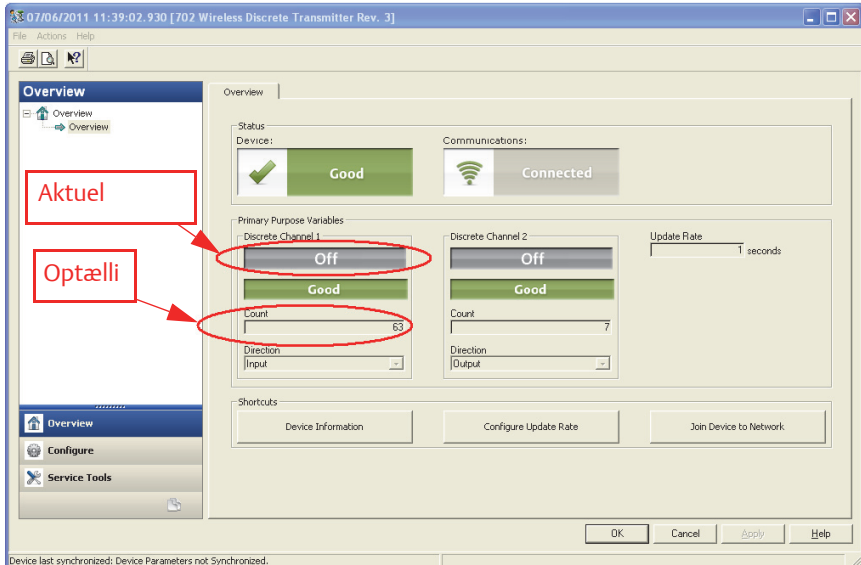 07/06/2011 11:39:02.930 [702 Wireless Discrete Transmitter Rev. 3]
File Actions Help
Overview
Overview
Overview
Overview
Status
Device:
Communications:
Good
Connected
Aktuel
Optælli
Primary Purpose Variables
Discrete Channel 1
Discrete Channel 2
Update Rate
Off
Off
1 seconds
Good
Good
Count
Count
63
7
Direction
Direction
Input
Output
Shortcuts
Device Information
Configure Update Rate
Join Device to Network
Overview
Configure
Service Tools
OK
Cancel
Apply
Help
Device last synchronized: Device Parameters not Synchronized.